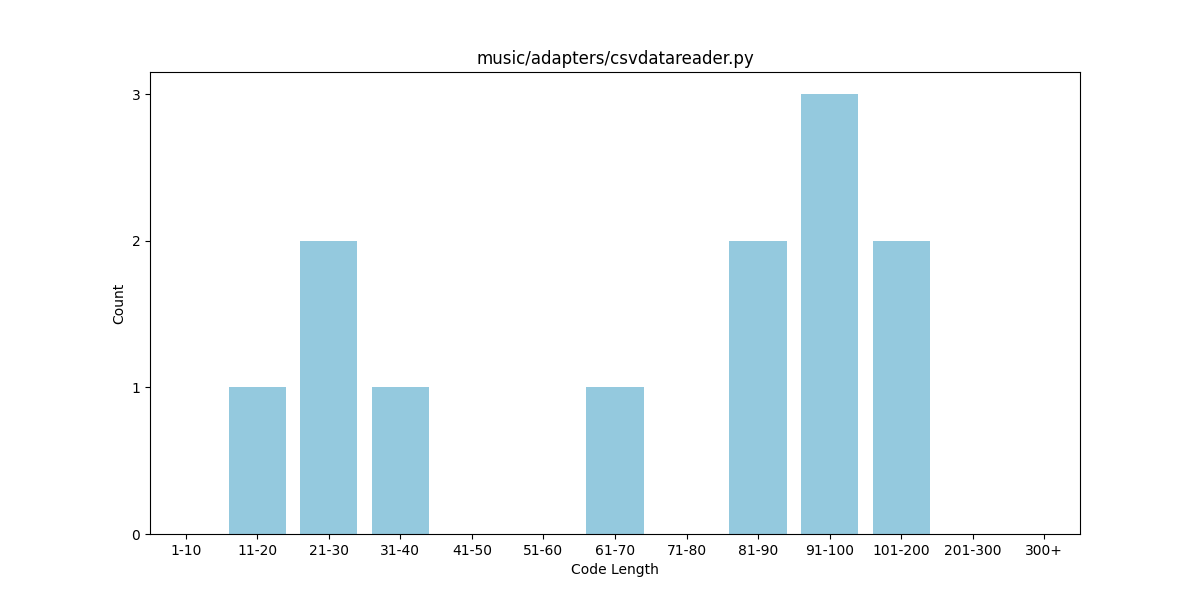 music/adapters/csvdatareader.py
3
2
1
0
Count
1-10 11-20 21-30 31-40 41-50 51-60 61-70 71-80 81-90 91-100 101-200 201-300 300+
Code Length